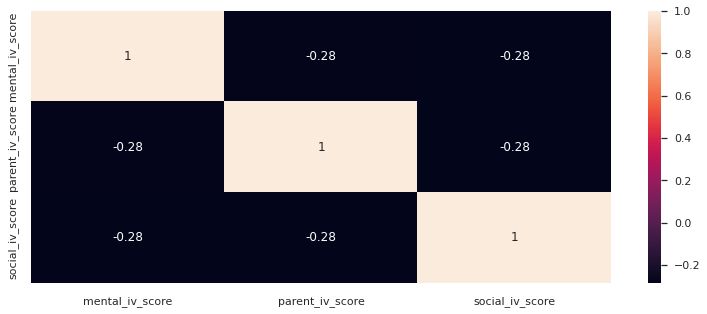 mental_iv_score
1
-0.28
-0.28
parent_iv_score
-0.28
1
-0.28
social_iv_score
-0.28
-0.28
1
mental_iv_score
parent_iv_score
social_iv_score
1.0
0.8
0.6
0.4
0.2
0.0
−0.2